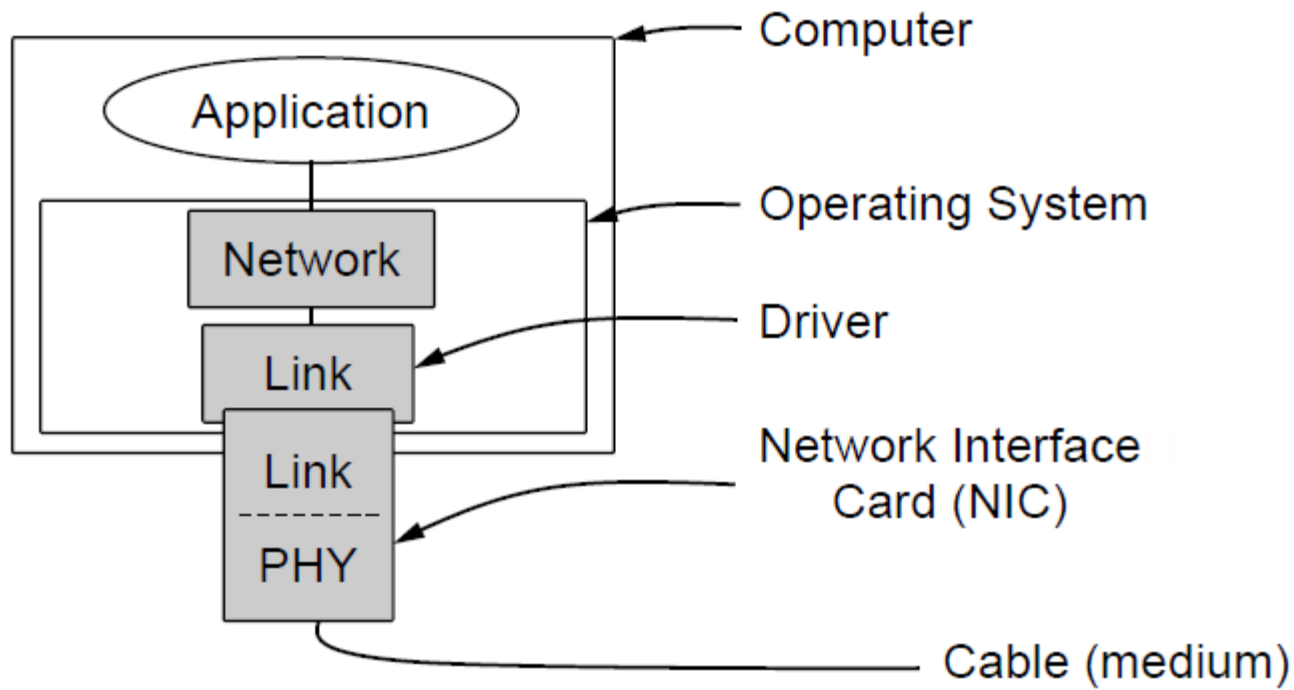 Computer
Application
Operating System
Network
Driver
Link
Network Interface
Card (NIC)
Link
PHY
Cable (medium)